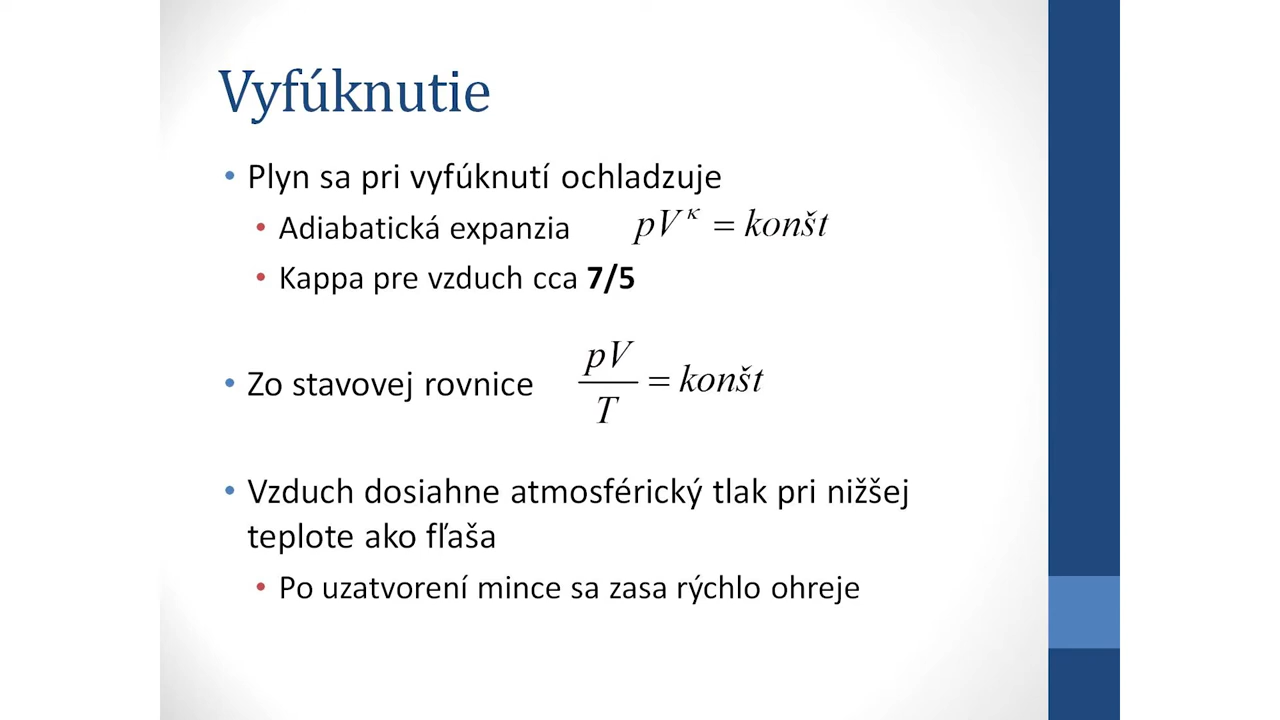 Vyfúknutie
• Plyn sa pri vyfúknutí ochladzuje
• Adiabatická expanzia pV^κ = konšt
• Kappa pre vzduch cca 7/5
• Zo stavovej rovnice pV/T = konšt
• Vzduch dosiahne atmosférický tlak pri nižšej
teplote ako fľaša
• Po uzatvorení mince sa zasa rýchlo ohreje